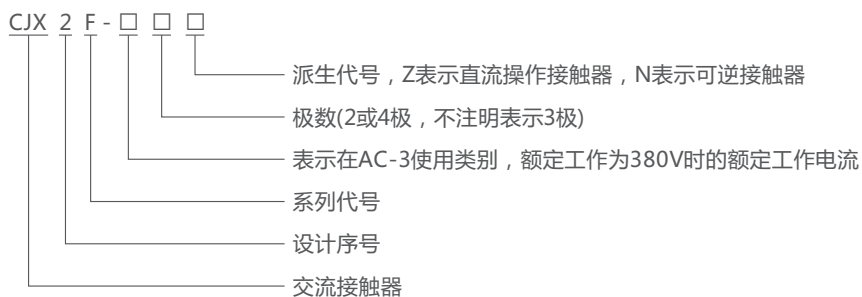 CJX 2 F - □ □ □
派生代号，Z表示直流操作接触器，N表示可逆接触器
极数(2或4极，不注明表示3极)
表示在AC-3使用类别，额定工作为380V时的额定工作电流
系列代号
设计序号
交流接触器